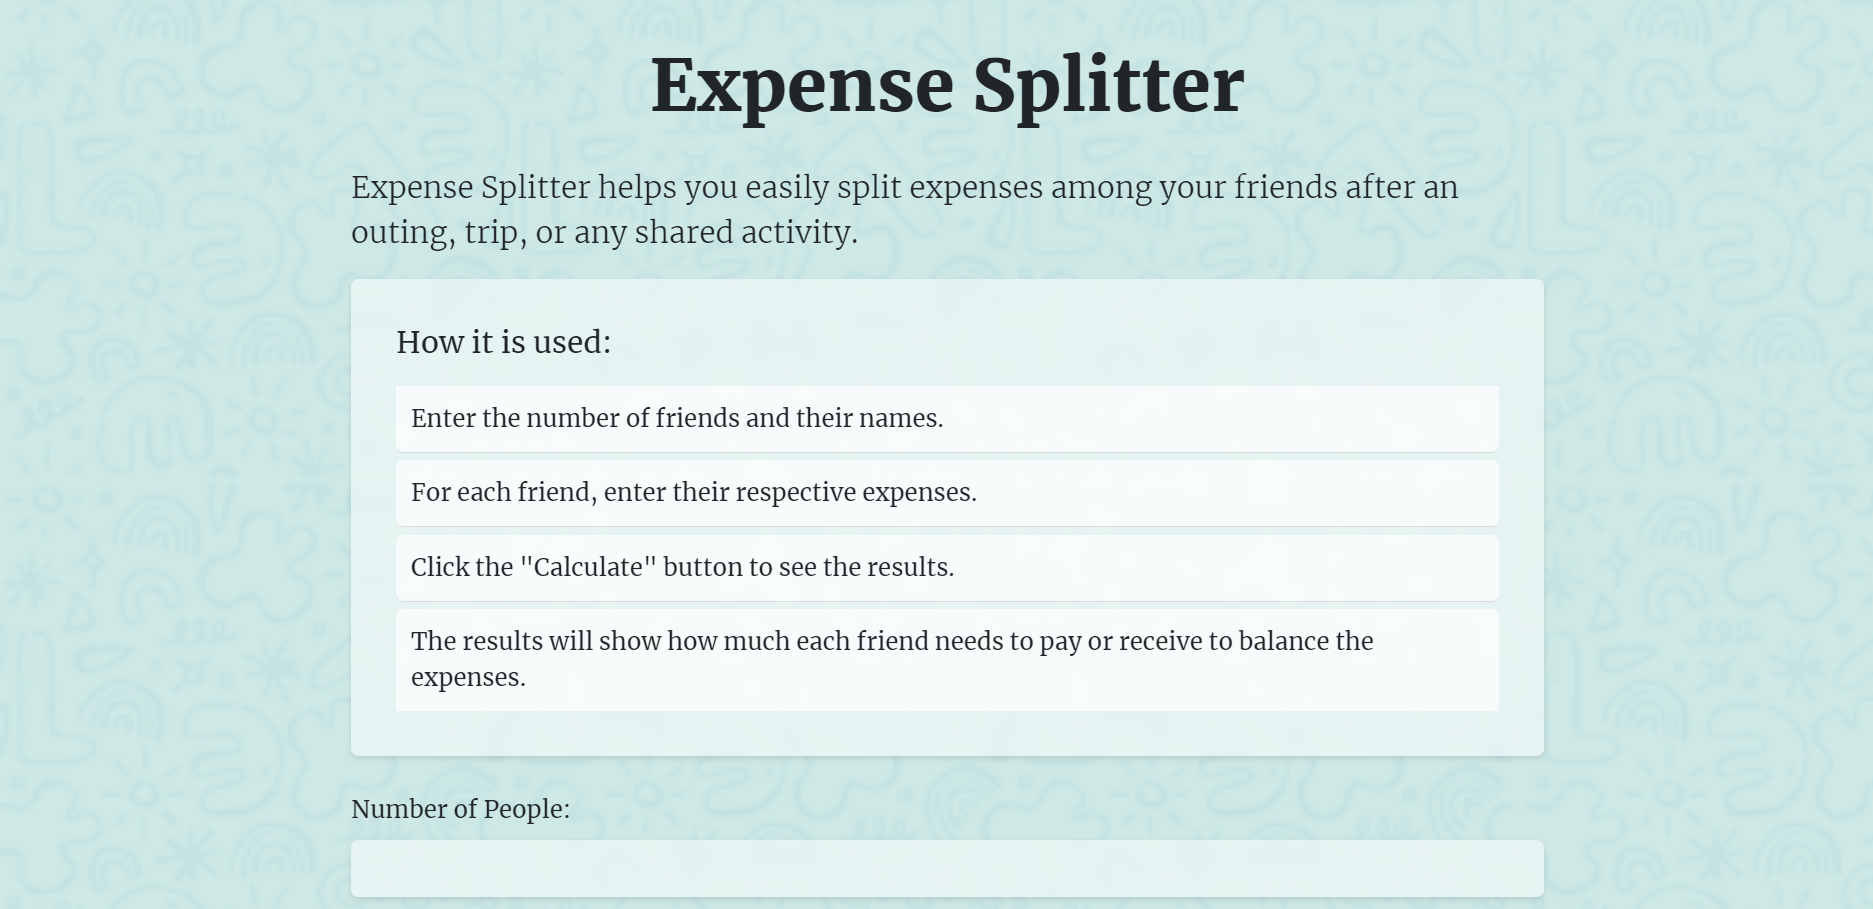 Expense Splitter
Expense Splitter helps you easily split expenses among your friends after an
outing, trip, or any shared activity.
How it is used:
Enter the number of friends and their names.
For each friend, enter their respective expenses.
Click the "Calculate" button to see the results.
The results will show how much each friend needs to pay or receive to balance the
expenses.
Number of People: